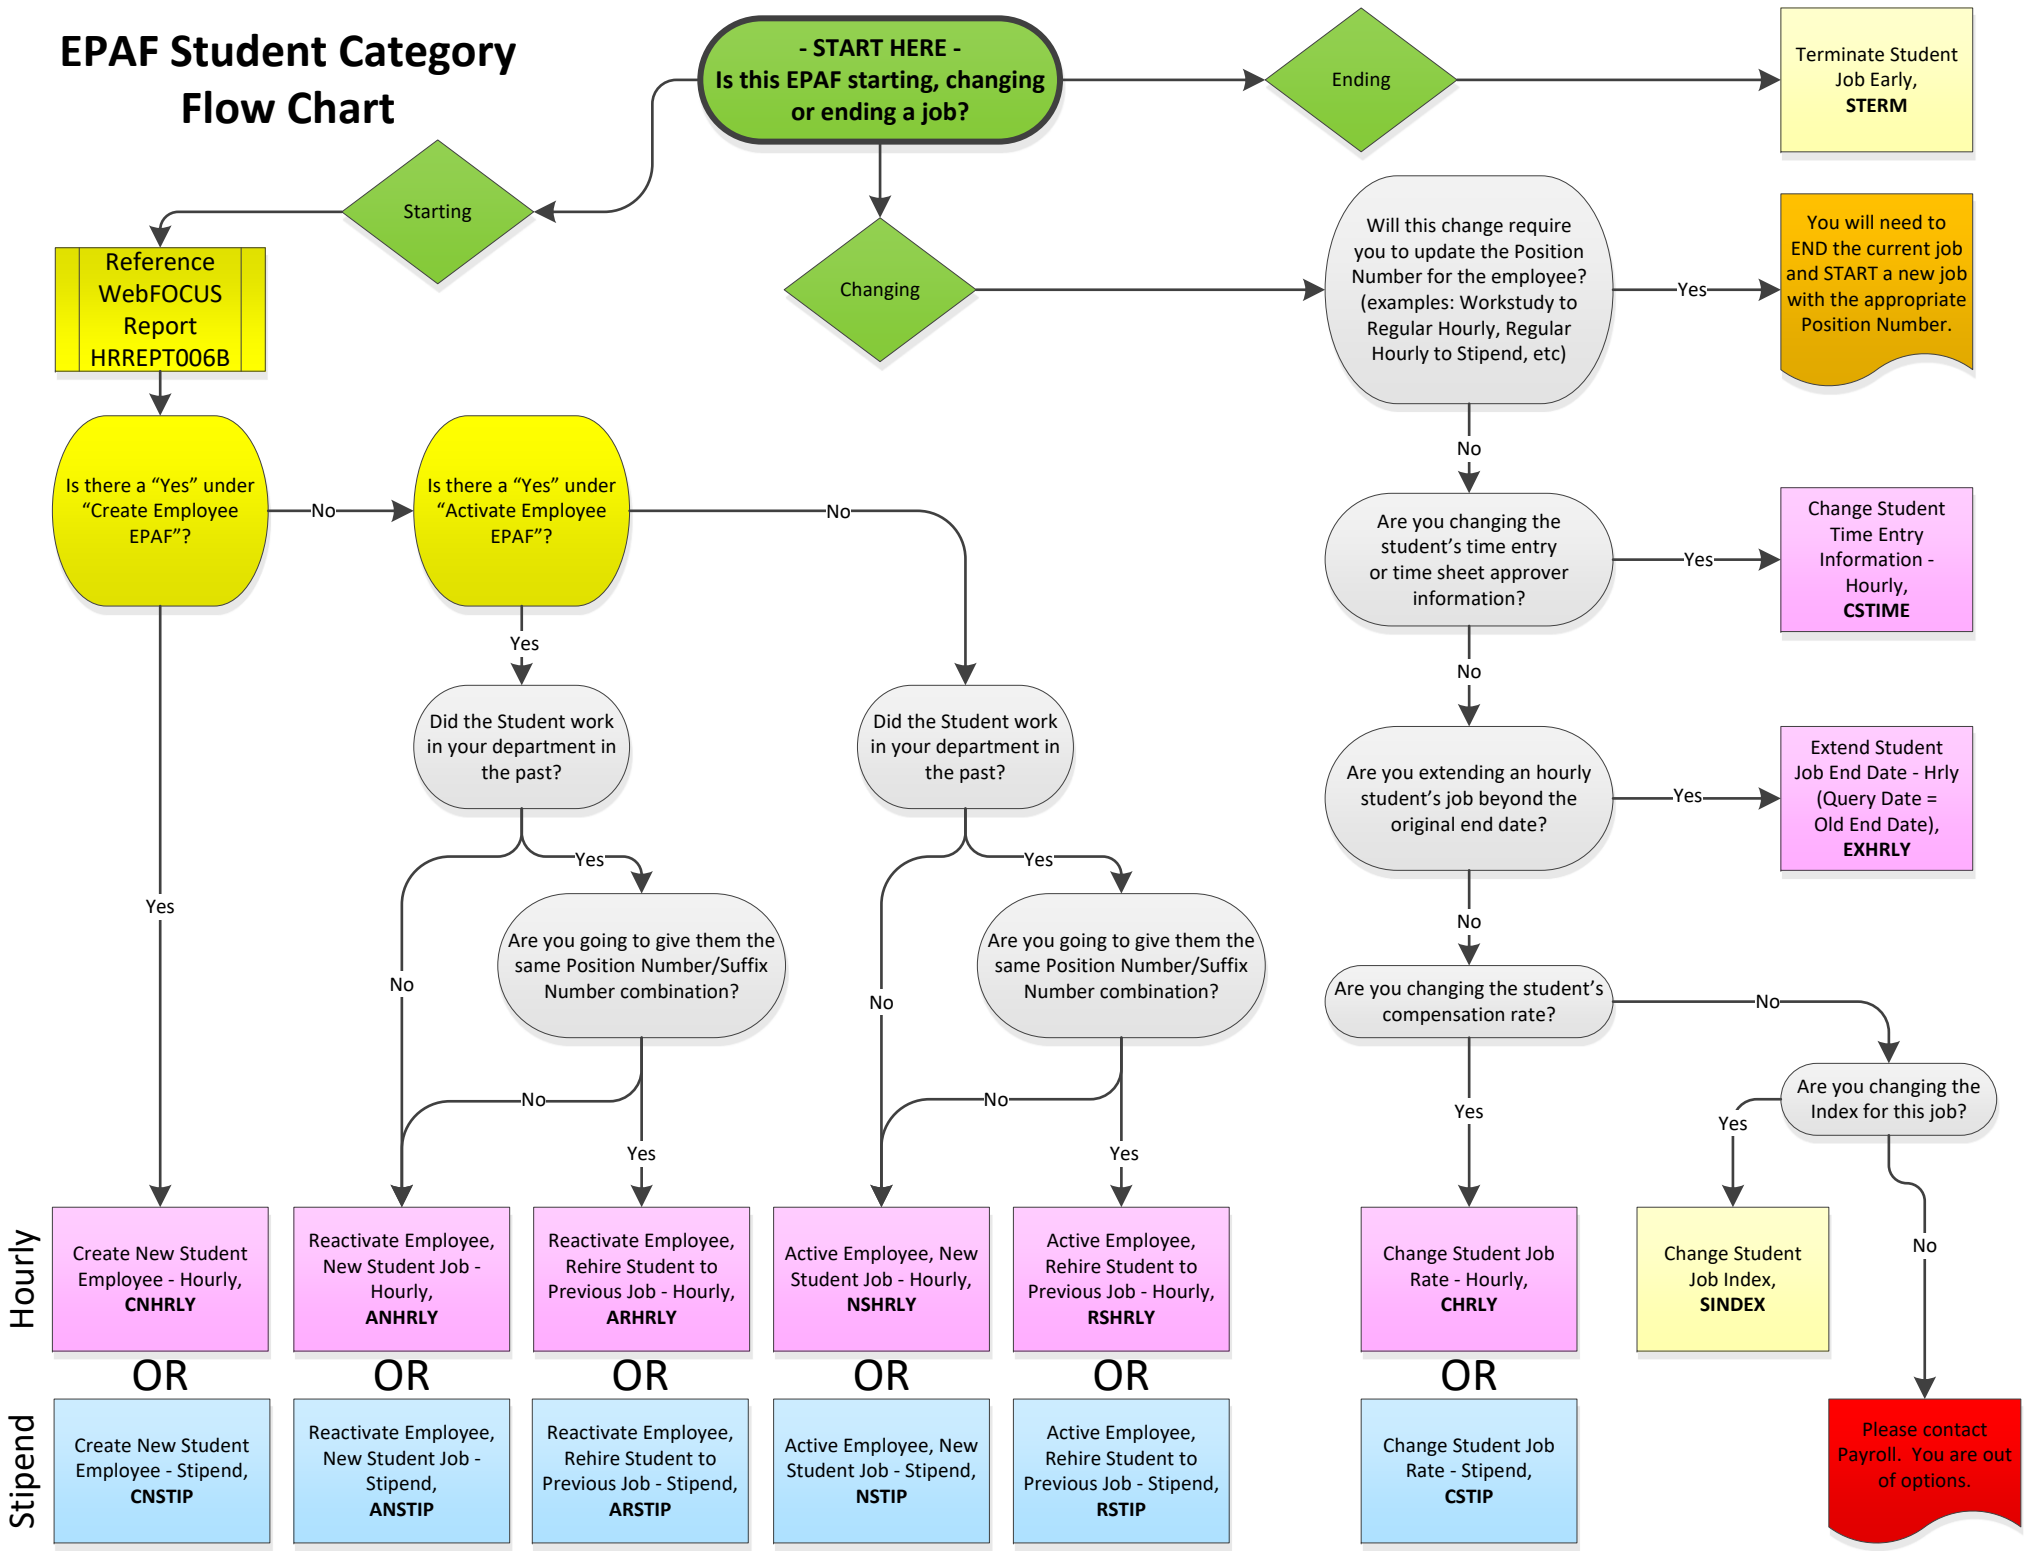 EPAF Student Category
Flow Chart
- START HERE -
Is this EPAF starting, changing
or ending a job?
Ending
Terminate Student
Job Early,
STERM
Starting
Changing
Will this change require
you to update the Position
Number for the employee?
(examples: Workstudy to
Regular Hourly, Regular
Hourly to Stipend, etc)
Yes
You will need to
END the current job
and START a new job
with the appropriate
Position Number.
Reference
WebFOCUS
Report
HRREPT006B
No
Is there a “Yes” under
“Create Employee
EPAF”?
No
Is there a “Yes” under
“Activate Employee
EPAF”?
No
Are you changing the
student’s time entry
or time sheet approver
information?
Yes
Change Student
Time Entry
Information -
Hourly,
CSTIME
Yes
No
Did the Student work
in your department in
the past?
Did the Student work
in your department in
the past?
Are you extending an hourly
student’s job beyond the
original end date?
Yes
Extend Student
Job End Date - Hrly
(Query Date =
Old End Date),
EXHRLY
Yes
Yes
Yes
No
Are you going to give them the
same Position Number/Suffix
Number combination?
Are you going to give them the
same Position Number/Suffix
Number combination?
No
No
Are you changing the student’s
compensation rate?
No
Are you changing the
Index for this job?
No
No
Yes
Yes
Yes
Yes
No
Hourly
Create New Student
Employee - Hourly,
CNHRLY
Reactivate Employee,
New Student Job -
Hourly,
ANHRLY
Reactivate Employee,
Rehire Student to
Previous Job - Hourly,
ARHRLY
Active Employee, New
Student Job - Hourly,
NSHRLY
Active Employee,
Rehire Student to
Previous Job - Hourly,
RSHRLY
Change Student Job
Rate - Hourly,
CHRLY
Change Student
Job Index,
SINDEX
OR
OR
OR
OR
OR
OR
Stipend
Create New Student
Employee - Stipend,
CNSTIP
Reactivate Employee,
New Student Job -
Stipend,
ANSTIP
Reactivate Employee,
Rehire Student to
Previous Job - Stipend,
ARSTIP
Active Employee, New
Student Job - Stipend,
NSTIP
Active Employee,
Rehire Student to
Previous Job - Stipend,
RSTIP
Change Student Job
Rate - Stipend,
CSTIP
Please contact
Payroll. You are out
of options.